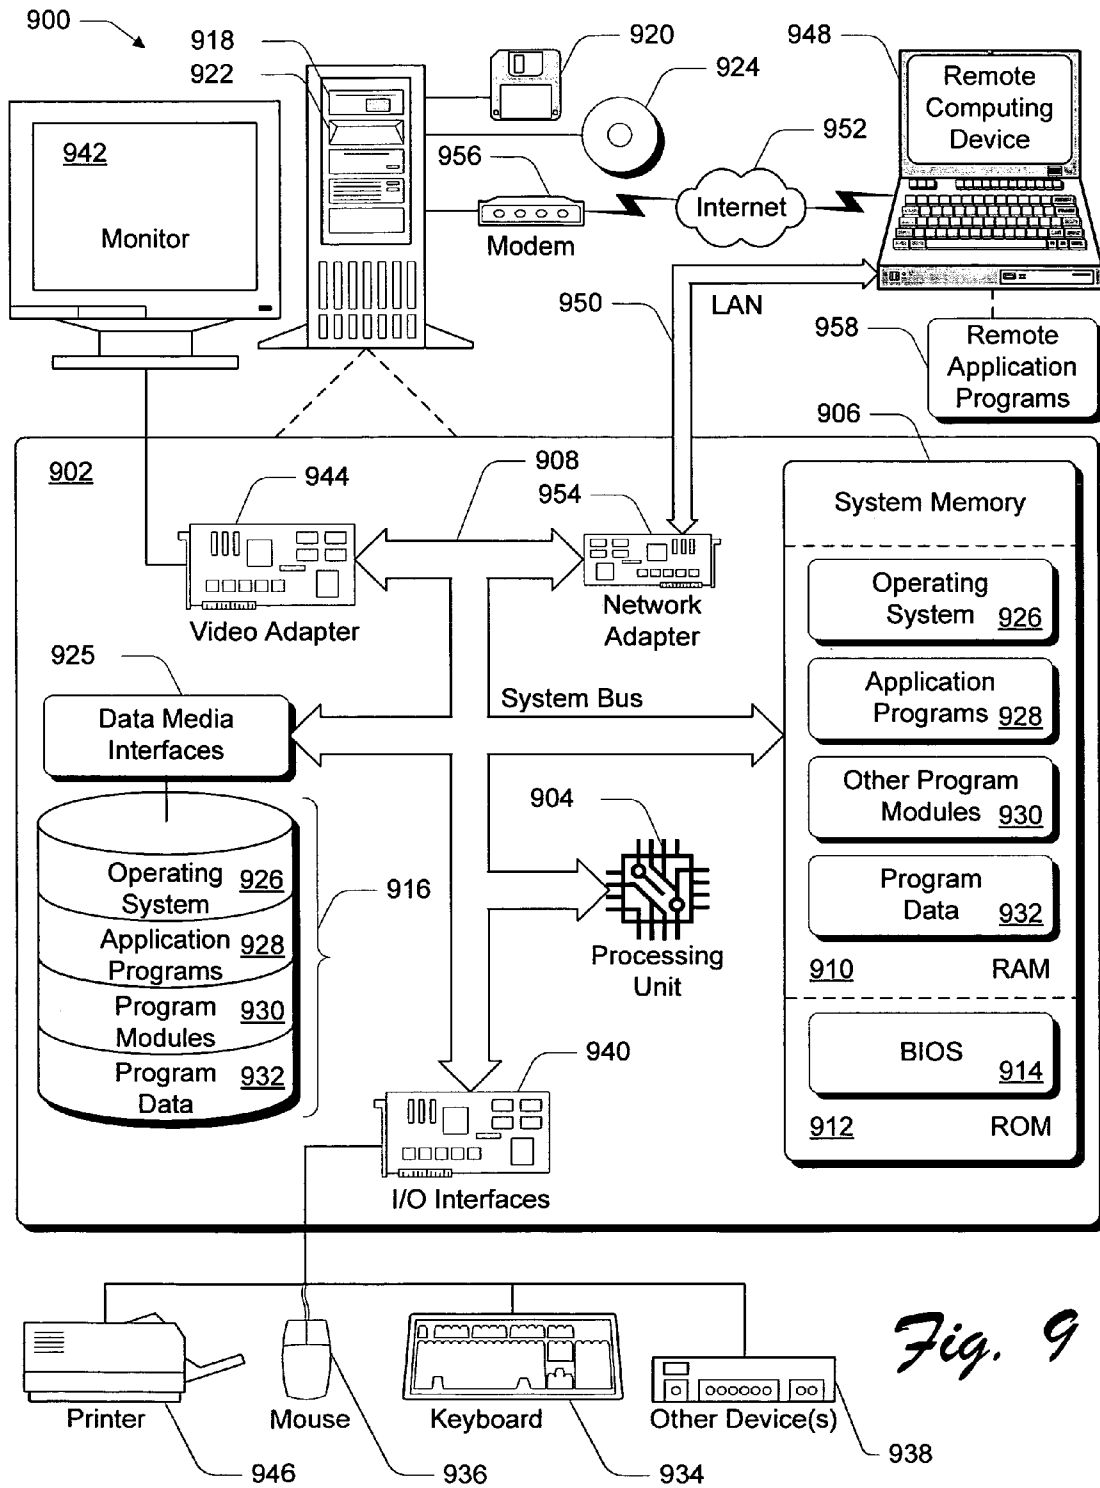 900
918
922
920
924
948
Remote
Computing
Device
942
Monitor
956
Modem
952
Internet
950
LAN
958
Remote
Application
Programs
902
944
908
954
906
Video Adapter
Network
Adapter
System Memory
Operating
System 926
Application
Programs 928
Other Program
Modules 930
Program
Data 932
910 RAM
BIOS
914
912 ROM
925
Data Media
Interfaces
System Bus
904
Processing
Unit
Operating
System 926
Application
Programs 928
Program
Modules 930
Program
Data 932
916
940
I/O Interfaces
Printer
946
Mouse
936
Keyboard
934
Other Device(s)
938
Fig. 9